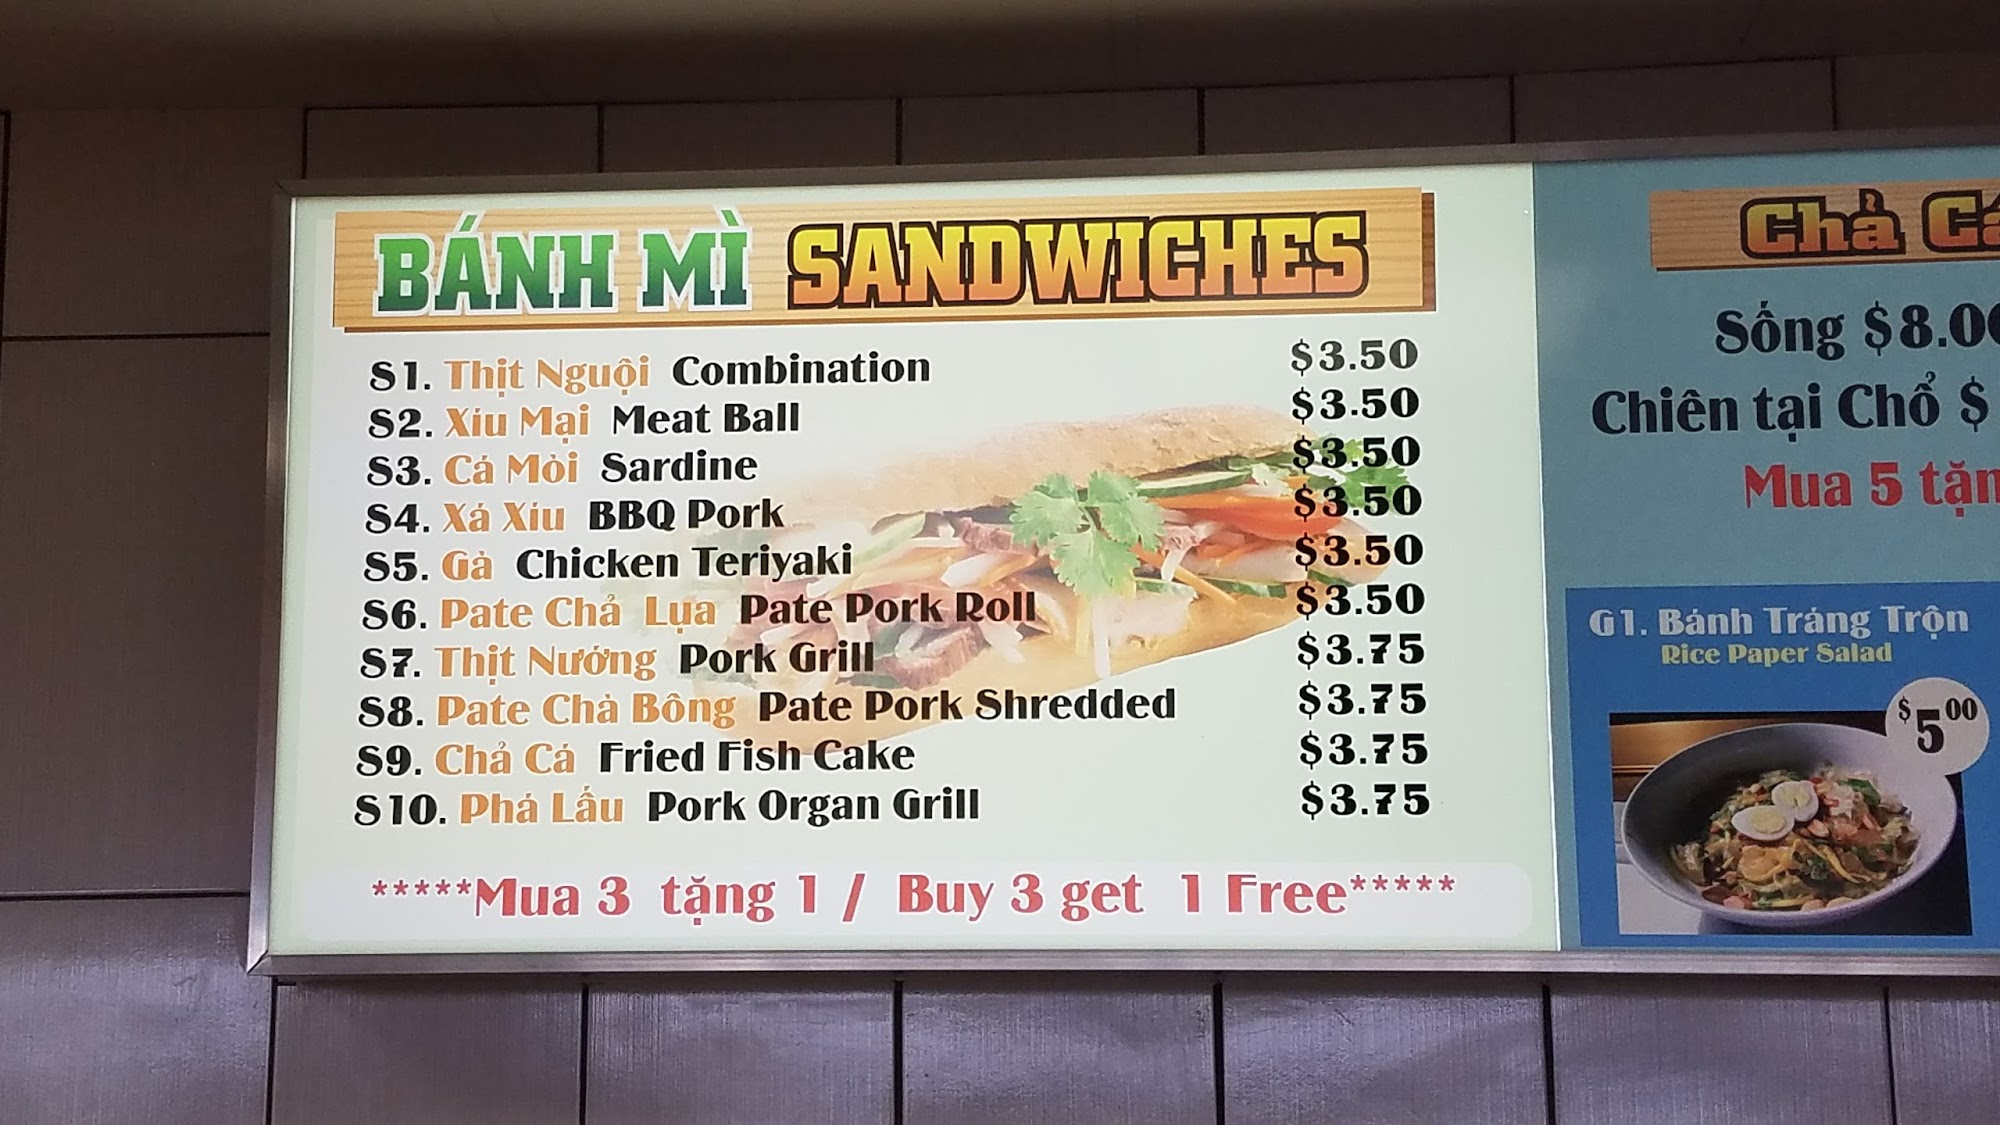 BÁNH MÌ SANDWICHES
S1. Thịt Nguội Combination $3.50
S2. Xíu Mại Meat Ball $3.50
S3. Cá Mòi Sardine $3.50
S4. Xá Xíu BBQ Pork $3.50
S5. Gà Chicken Teriyaki $3.50
S6. Pate Chả Lụa Pate Pork Roll $3.50
S7. Thịt Nướng Pork Grill $3.75
S8. Pate Chà Bông Pate Pork Shredded $3.75
S9. Chả Cá Fried Fish Cake $3.75
S10. Phá Lấu Pork Organ Grill $3.75
*****Mua 3 tặng 1 / Buy 3 get 1 Free*****
Chả Cá
Sống $8.00
Chiên tại Chổ $
Mua 5
G1. Bánh Tráng Trộn
Rice Paper Salad
$5.00